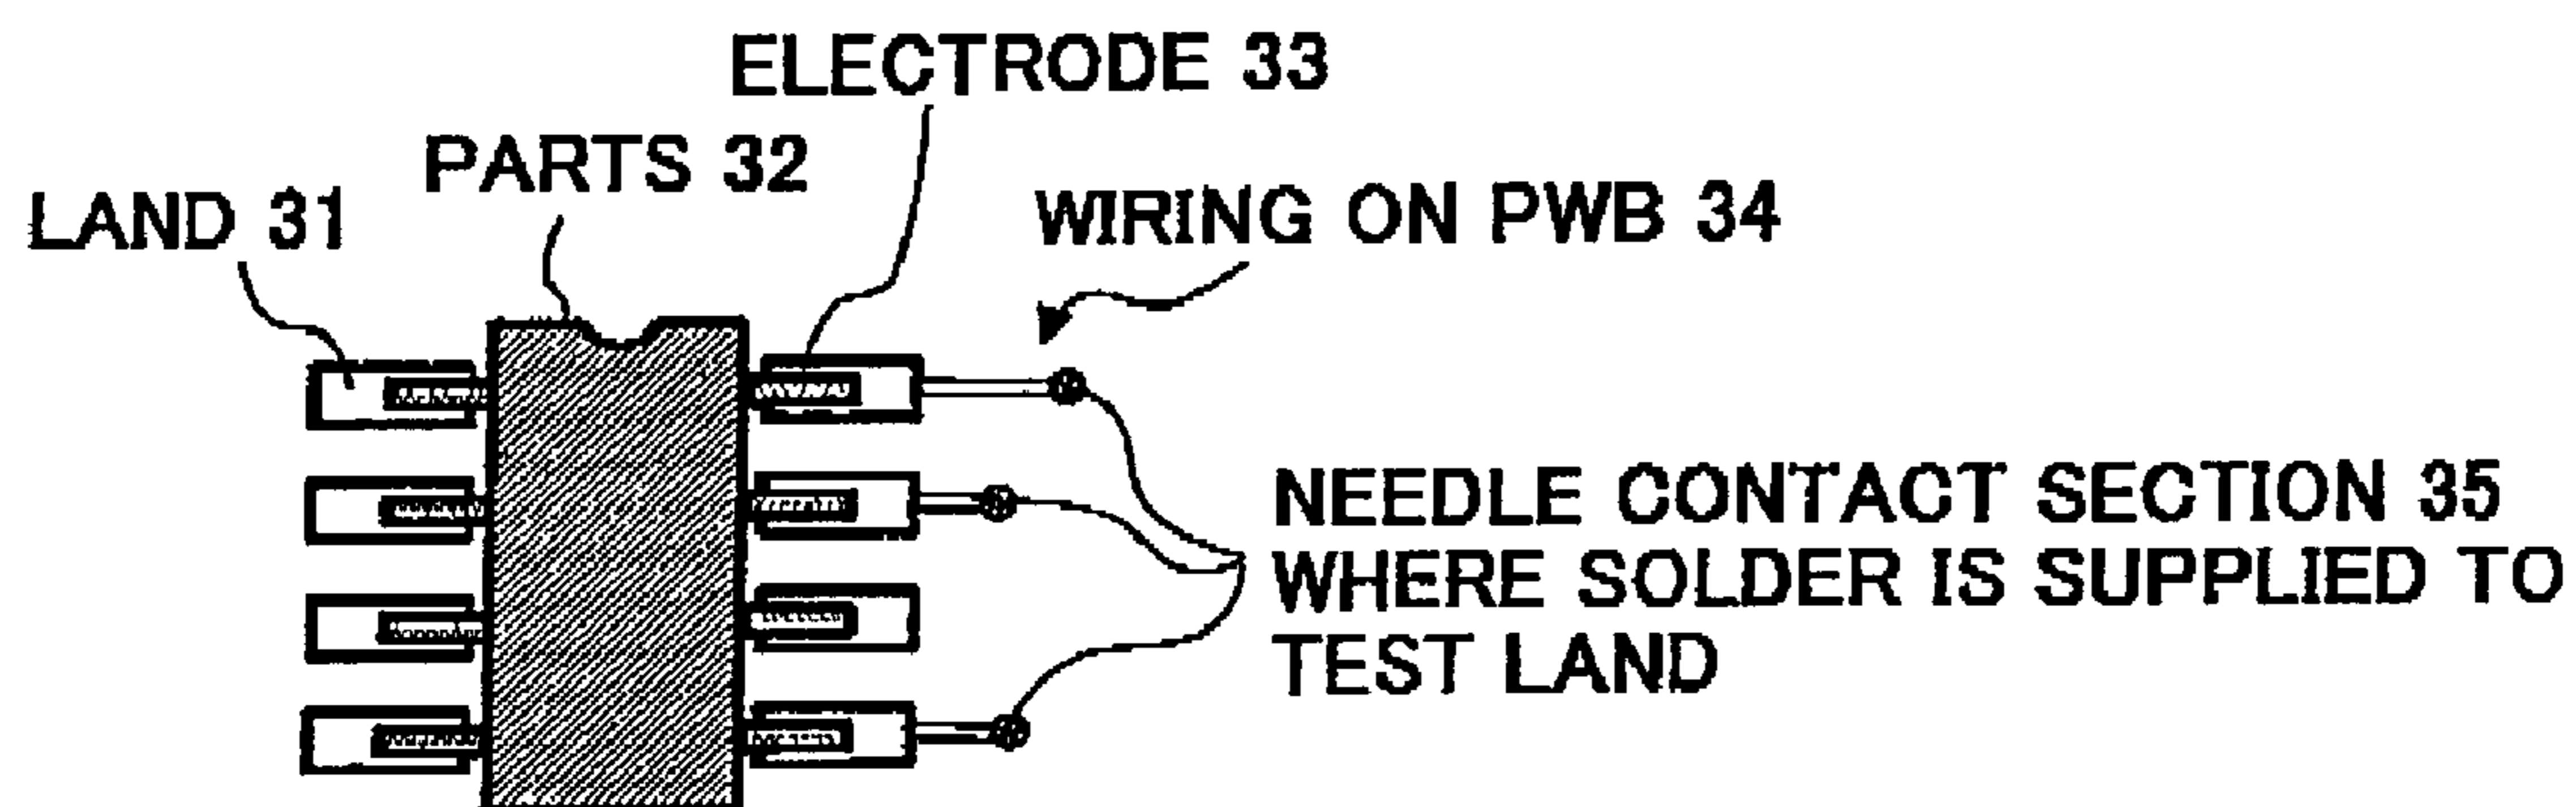 ELECTRODE 33
PARTS 32
LAND 31
WIRING ON PWB 34
NEEDLE CONTACT SECTION 35
WHERE SOLDER IS SUPPLIED TO
TEST LAND